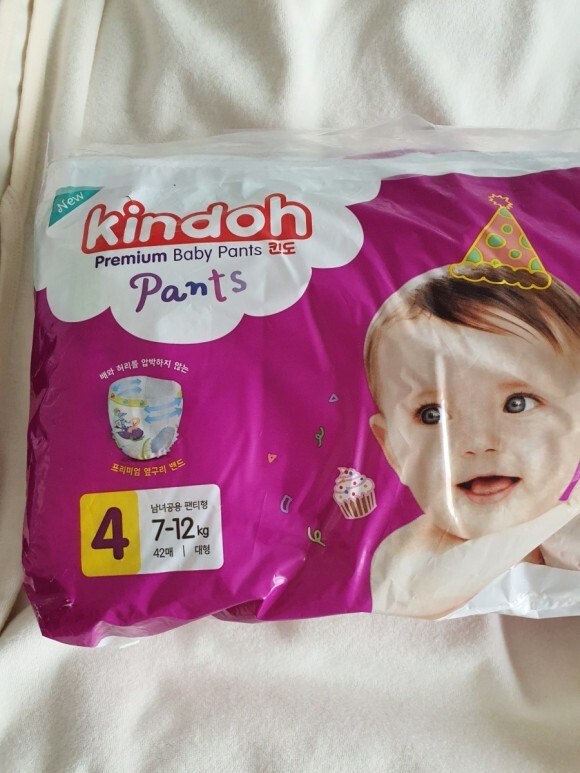 New
kindoh
Premium Baby Pants 킨도
Pants
배와 허리를 압박하지 않는
프리미엄 옆구리 밴드
4
남녀공용 팬티형
7-12kg
42매 | 대형